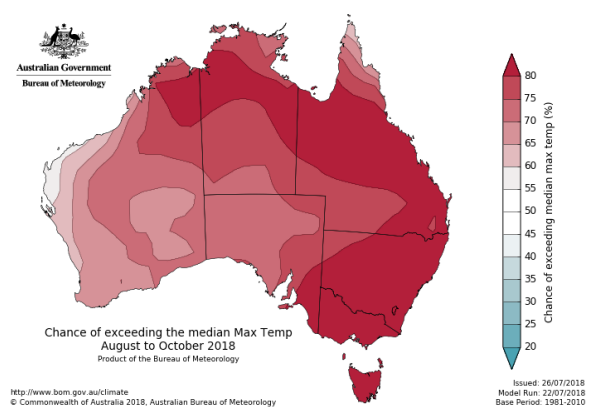 Australian Government
Bureau of Meteorology
Chance of exceeding the median Max Temp
August to October 2018
Product of the Bureau of Meteorology
80
75
70
65
60
55
50
45
40
35
30
25
20
Chance of exceeding median max temp (%)
http://www.bom.gov.au/climate
© Commonwealth of Australia 2018, Australian Bureau of Meteorology
Issued: 26/07/2018
Model Run: 22/07/2018
Base Period: 1981-2010